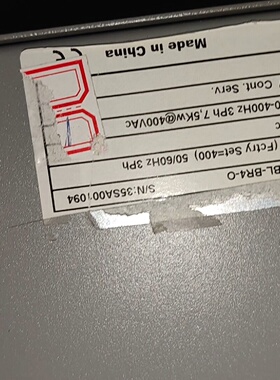 BL-BR4-O
S/N:35SA001094
(Fctry Set=400) 50/60Hz 3Ph
0-400Hz 3Ph 7,5Kw@400VAc
Cont. Serv.
Made in China
CE